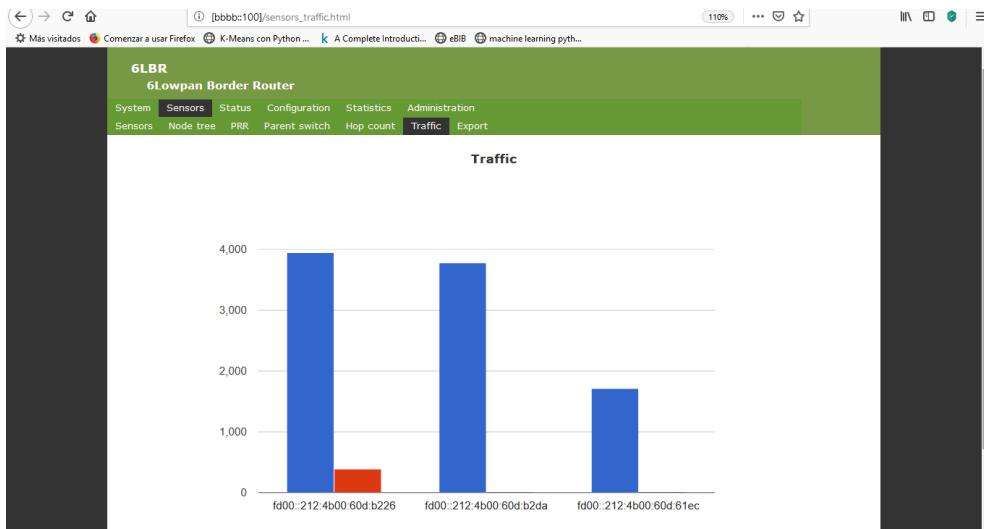 [bbbb::100]/sensors_traffic.html 110%
Más visitados Comenzar a usar Firefox K-Means con Python ... A Complete Introducti... eBIB machine learning pyth...
6LBR
6Lowpan Border Router
System Sensors Status Configuration Statistics Administration
Sensors Node tree PRR Parent switch Hop count Traffic Export
Traffic
4,000
3,000
2,000
1,000
0
fd00::212:4b00:60d:b226 fd00::212:4b00:60d:b2da fd00::212:4b00:60d:61ec